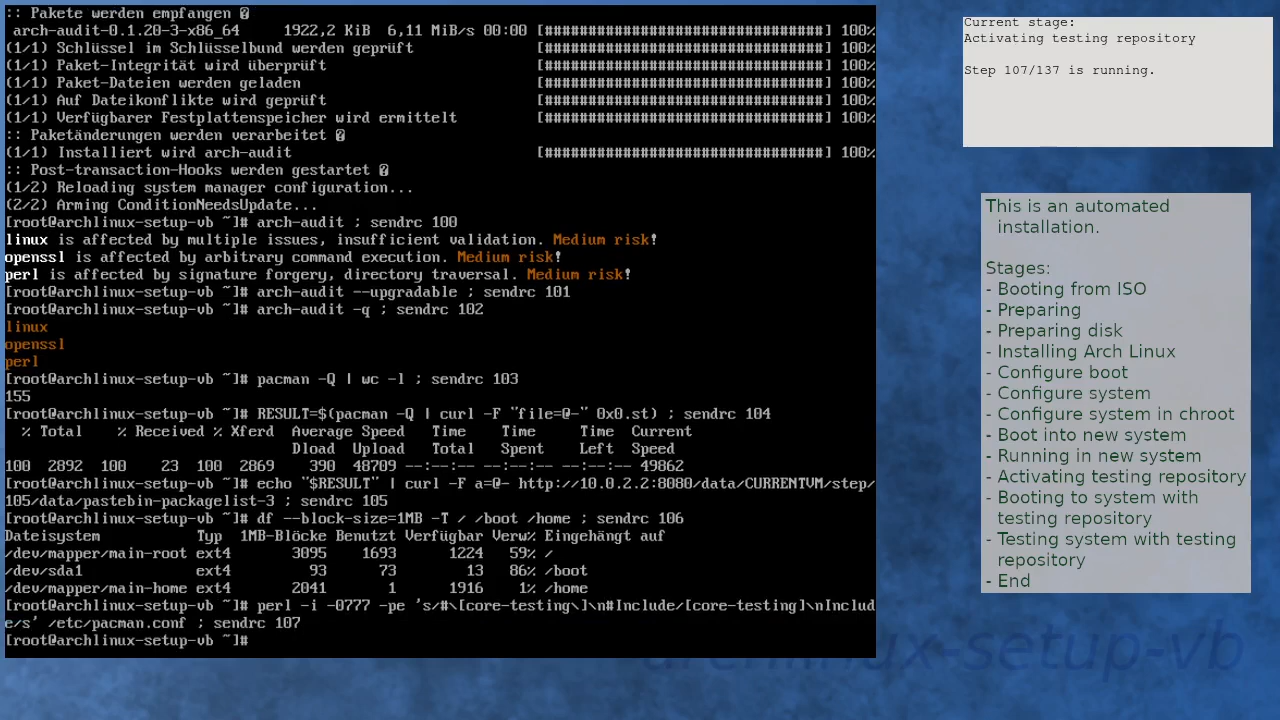 :: Pakete werden empfangen
arch-audit-0.1.20-3-x86_64 1922,2 KiB 6,11 MiB/s 00:00 [################################] 100%
(1/1) Schlüssel im Schlüsselbund werden geprüft [################################] 100%
(1/1) Paket-Integrität wird überprüft [################################] 100%
(1/1) Paket-Dateien werden geladen [################################] 100%
(1/1) Auf Dateikonflikte wird geprüft [################################] 100%
(1/1) Verfügbarer Festplattenspeicher wird ermittelt [################################] 100%
:: Paketänderungen werden verarbeitet
(1/1) Installiert wird arch-audit [################################] 100%
:: Post-transaction-Hooks werden gestartet
(1/2) Reloading system manager configuration...
(2/2) Arming ConditionNeedsUpdate...
[root@archlinux-setup-vb ~]# arch-audit ; sendrc 100
linux is affected by multiple issues, insufficient validation. Medium risk!
openssl is affected by arbitrary command execution. Medium risk!
perl is affected by signature forgery, directory traversal. Medium risk!
[root@archlinux-setup-vb ~]# arch-audit --upgradable ; sendrc 101
[root@archlinux-setup-vb ~]# arch-audit -q ; sendrc 102
linux
openssl
perl
[root@archlinux-setup-vb ~]# pacman -Q | wc -l ; sendrc 103
155
[root@archlinux-setup-vb ~]# RESULT=$(pacman -Q | curl -F "file=@-" 0x0.st) ; sendrc 104
% Total % Received % Xferd Average Speed Time Time Time Current
Dload Upload Total Spent Left Speed
100 2892 100 23 100 2869 390 48709 --:--:-- --:--:-- --:--:-- 49862
[root@archlinux-setup-vb ~]# echo "$RESULT" | curl -F a=@- http://10.0.2.2:8080/data/CURRENTVM/step/
105/data/pastebin-packagelist-3 ; sendrc 105
[root@archlinux-setup-vb ~]# df --block-size=1MB -T / /boot /home ; sendrc 106
Dateisystem Typ 1MB-Blöcke Benutzt Verfügbar Verw% Eingehängt auf
/dev/mapper/main-root ext4 3095 1693 1224 59% /
/dev/sda1 ext4 93 73 13 86% /boot
/dev/mapper/main-home ext4 2041 1 1916 1% /home
[root@archlinux-setup-vb ~]# perl -i -0777 -pe 's/#\[core-testing\]\n#Include/[core-testing]\nInclud
e/s' /etc/pacman.conf ; sendrc 107
[root@archlinux-setup-vb ~]#
Current stage:
Activating testing repository
Step 107/137 is running.
This is an automated
installation.
Stages:
- Booting from ISO
- Preparing
- Preparing disk
- Installing Arch Linux
- Configure boot
- Configure system
- Configure system in chroot
- Boot into new system
- Running in new system
- Activating testing repository
- Booting to system with
testing repository
- Testing system with testing
repository
- End
archlinux-setup-vb